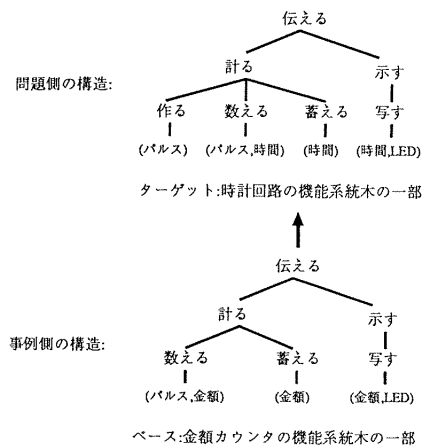 伝える
計る
示す
問題側の構造:
作る 数える 蓄える 写す
(パルス) (パルス,時間) (時間) (時間,LED)
ターゲット:時計回路の機能系統木の一部
伝える
計る
示す
事例側の構造:
数える 蓄える 写す
(パルス,金額) (金額) (金額,LED)
ベース:金額カウンタの機能系統木の一部